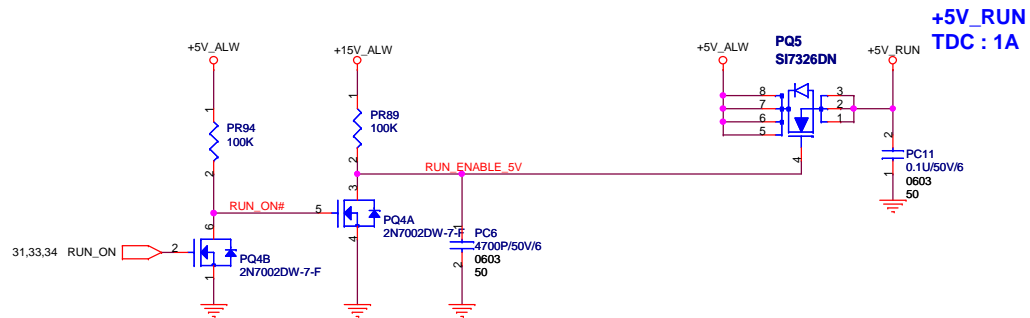 +5V_RUN
TDC : 1A
+5V_ALW
+15V_ALW
+5V_ALW
PQ5
SI7326DN
+5V_RUN
1
PR94
100K
2
1
PR89
100K
2
8
7
6
5
3
2
1
4
2
PC11
0.1U/50V/6
1
0603
50
RUN_ENABLE_5V
RUN_ON#
3
5
PQ4A
2N7002DW-7-F
4
1
PC6
4700P/50V/6
2
0603
50
31,33,34 RUN_ON
2
6
PQ4B
2N7002DW-7-F
1